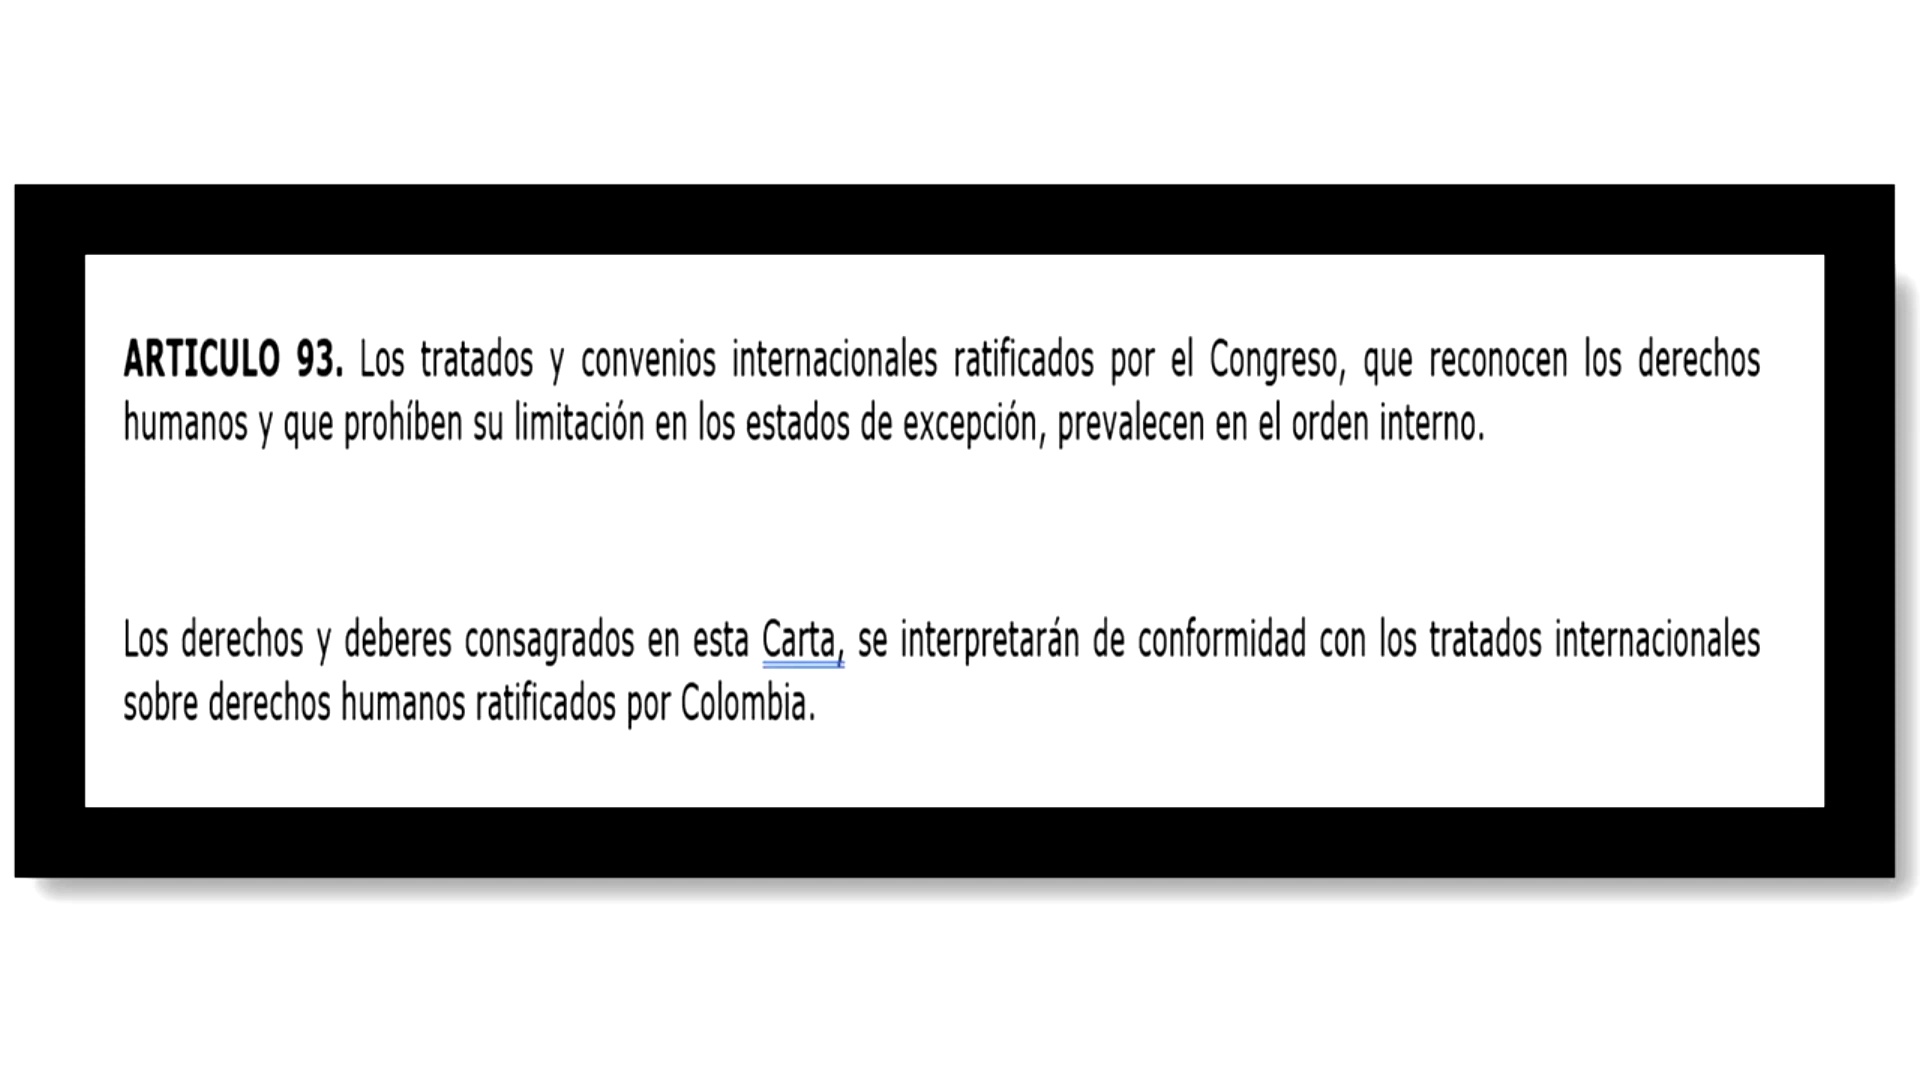 ARTICULO 93. Los tratados y convenios internacionales ratificados por el Congreso, que reconocen los derechos
humanos y que prohíben su limitación en los estados de excepción, prevalecen en el orden interno.
Los derechos y deberes consagrados en esta Carta, se interpretarán de conformidad con los tratados internacionales
sobre derechos humanos ratificados por Colombia.